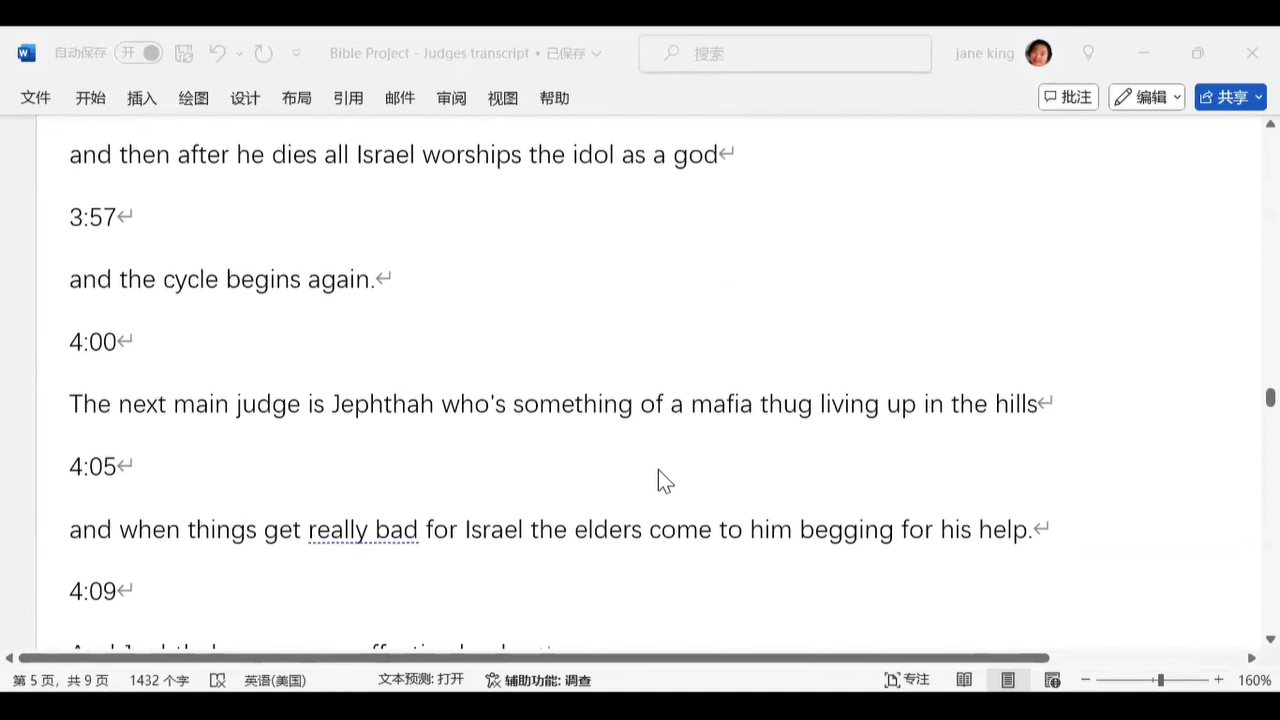 自动保存 开 Bible Project - Judges transcript • 已保存 搜索 jane king
文件 开始 插入 绘图 设计 布局 引用 邮件 审阅 视图 帮助 批注 编辑 共享
and then after he dies all Israel worships the idol as a god
3:57
and the cycle begins again.
4:00
The next main judge is Jephthah who's something of a mafia thug living up in the hills
4:05
and when things get really bad for Israel the elders come to him begging for his help.
4:09
第 5 页, 共 9 页 1432 个字 英语(美国) 文本预测: 打开 辅助功能: 调查 专注 160%